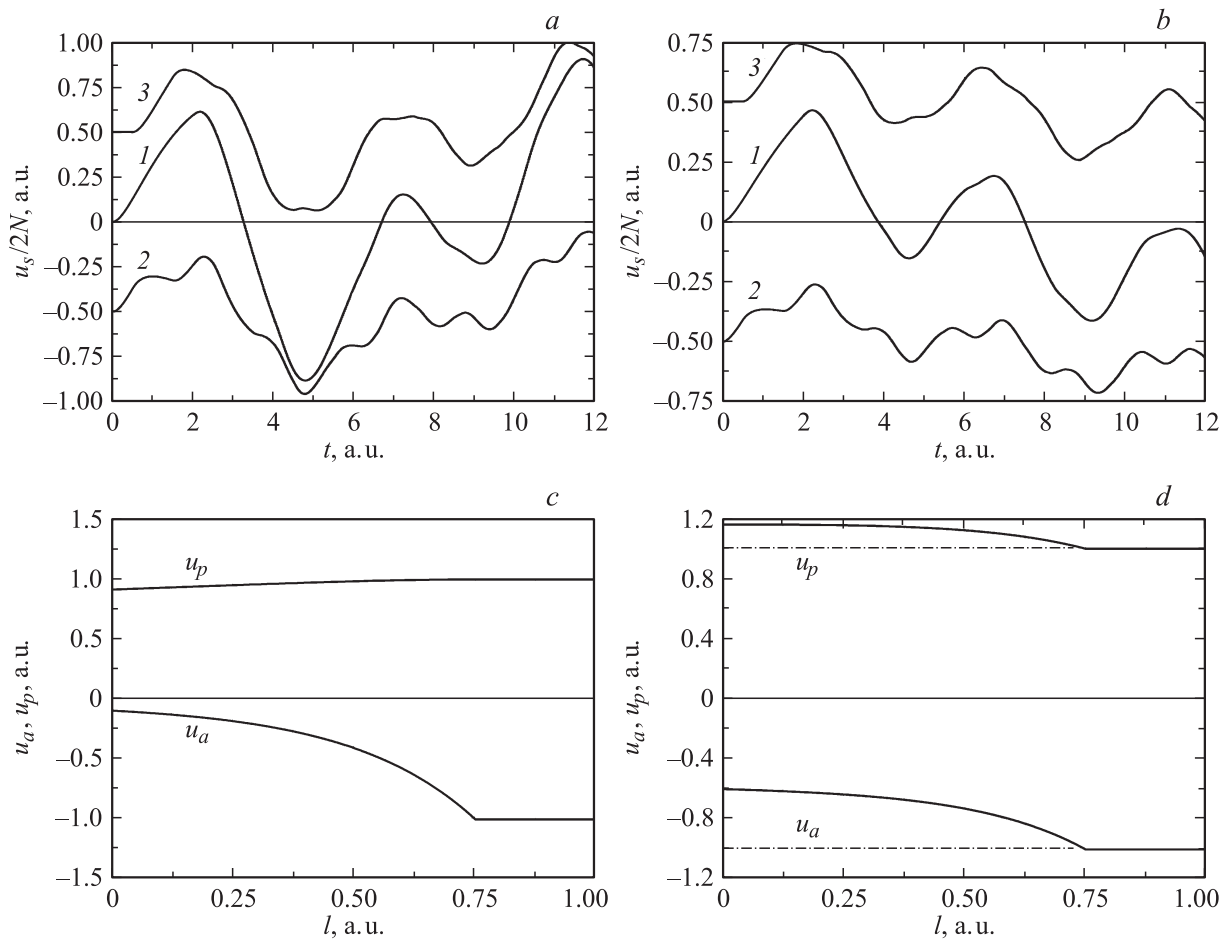 a
1.00
0.75
0.50
0.25
0
–0.25
–0.50
–0.75
–1.00
3
1
2
0 2 4 6 8 10 12
u_s/2N, a.u.
t, a.u.
b
0.75
0.50
0.25
0
–0.25
–0.50
–0.75
3
1
2
0 2 4 6 8 10 12
u_s/2N, a.u.
t, a.u.
c
1.5
1.0
0.5
0
–0.5
–1.0
–1.5
u_p
u_a
0 0.25 0.50 0.75 1.00
u_a, u_p, a.u.
l, a.u.
d
1.2
0.8
0.4
0
–0.4
–0.8
–1.2
u_p
u_a
0 0.25 0.50 0.75 1.00
u_a, u_p, a.u.
l, a.u.